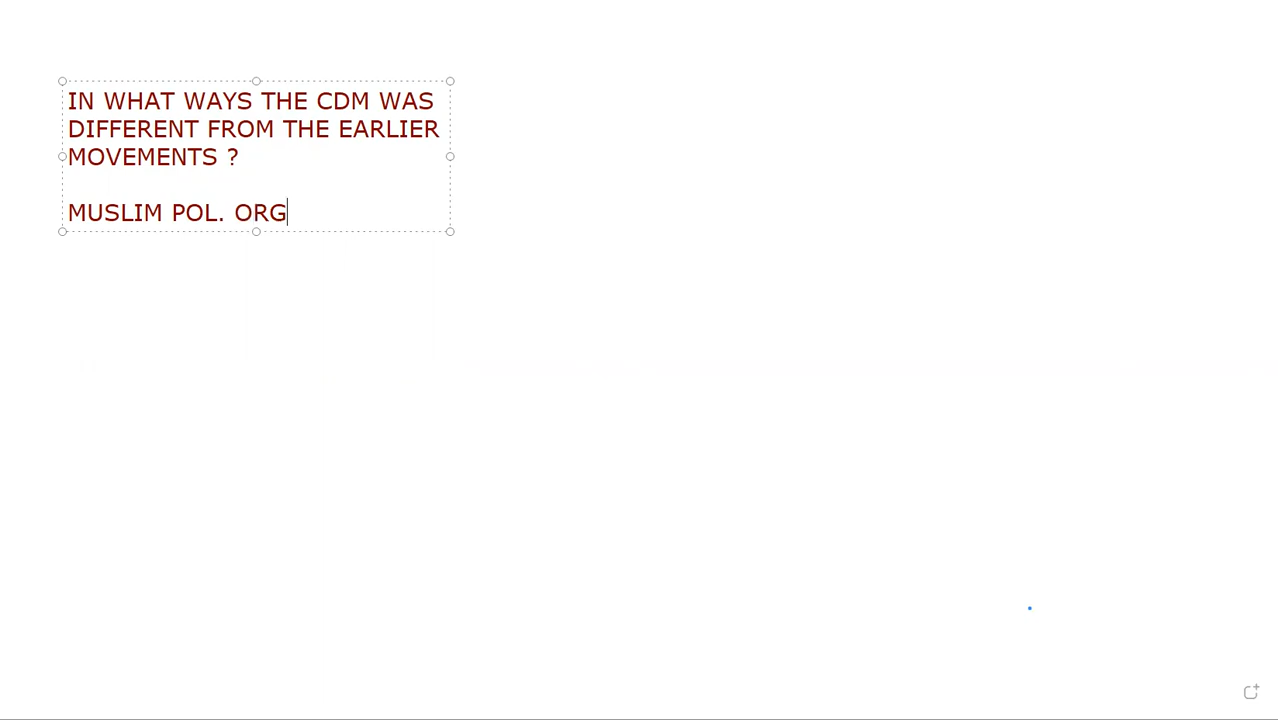 IN WHAT WAYS THE CDM WAS
DIFFERENT FROM THE EARLIER
MOVEMENTS ?
MUSLIM POL. ORG